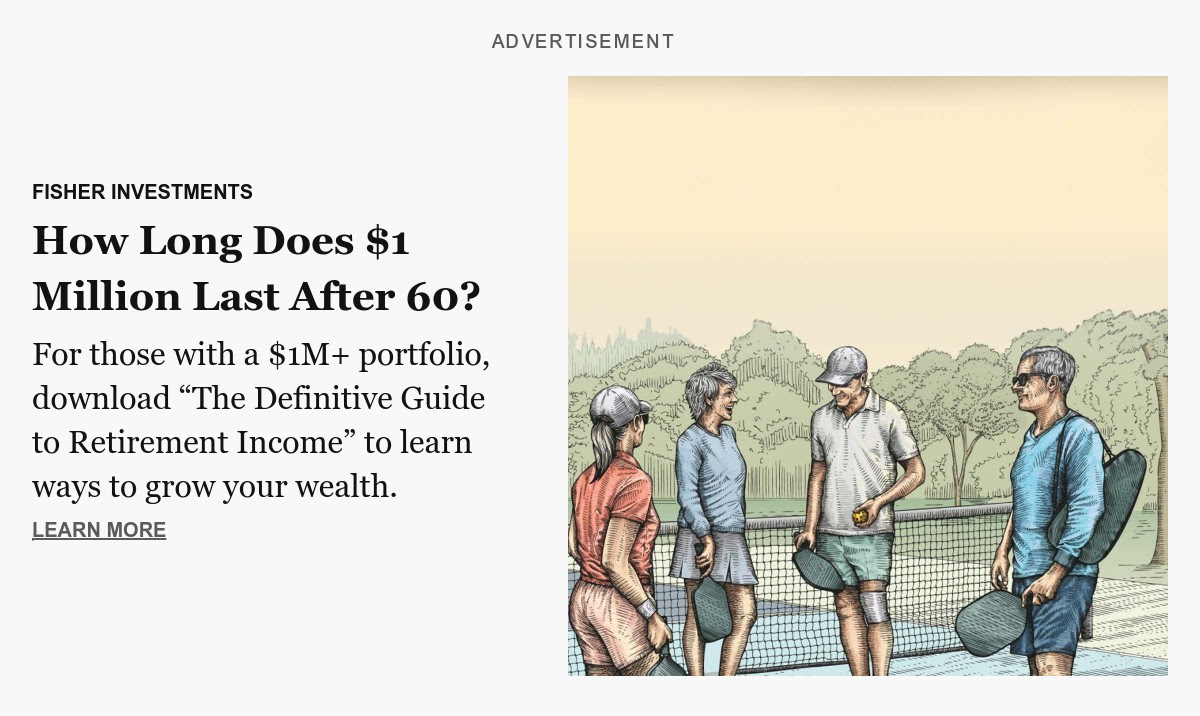 ADVERTISEMENT
FISHER INVESTMENTS
How Long Does $1
Million Last After 60?
For those with a $1M+ portfolio,
download “The Definitive Guide
to Retirement Income” to learn
ways to grow your wealth.
LEARN MORE